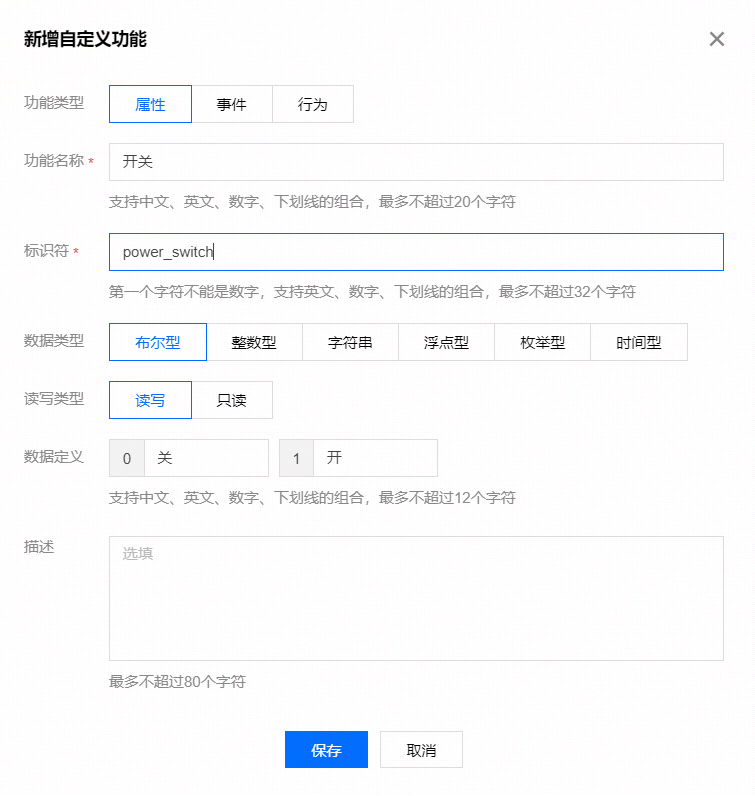 新增自定义功能
功能类型 属性 事件 行为
功能名称 * 开关
支持中文、英文、数字、下划线的组合，最多不超过20个字符
标识符 * power_switch
第一个字符不能是数字，支持英文、数字、下划线的组合，最多不超过32个字符
数据类型 布尔型 整数型 字符串 浮点型 枚举型 时间型
读写类型 读写 只读
数据定义 0 关 1 开
支持中文、英文、数字、下划线的组合，最多不超过12个字符
描述 选填
最多不超过80个字符
保存 取消